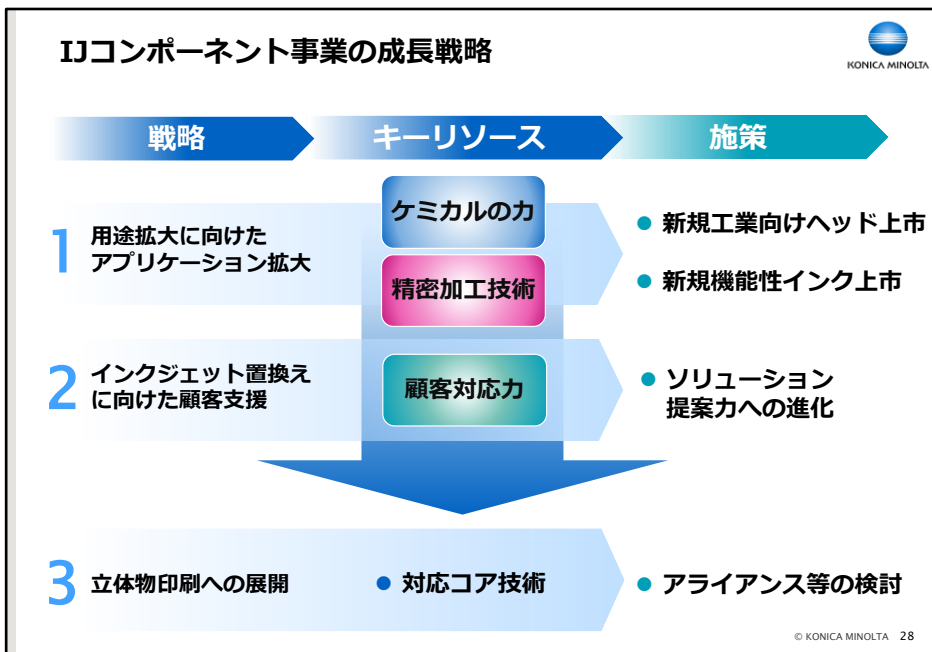 IJコンポーネント事業の成長戦略
KONICA MINOLTA
戦略
キーリソース
施策
1
用途拡大に向けた
アプリケーション拡大
ケミカルの力
精密加工技術
● 新規工業向けヘッド上市
● 新規機能性インク上市
2
インクジェット置換え
に向けた顧客支援
顧客対応力
● ソリューション
提案力への進化
3
立体物印刷への展開
● 対応コア技術
● アライアンス等の検討
© KONICA MINOLTA 28